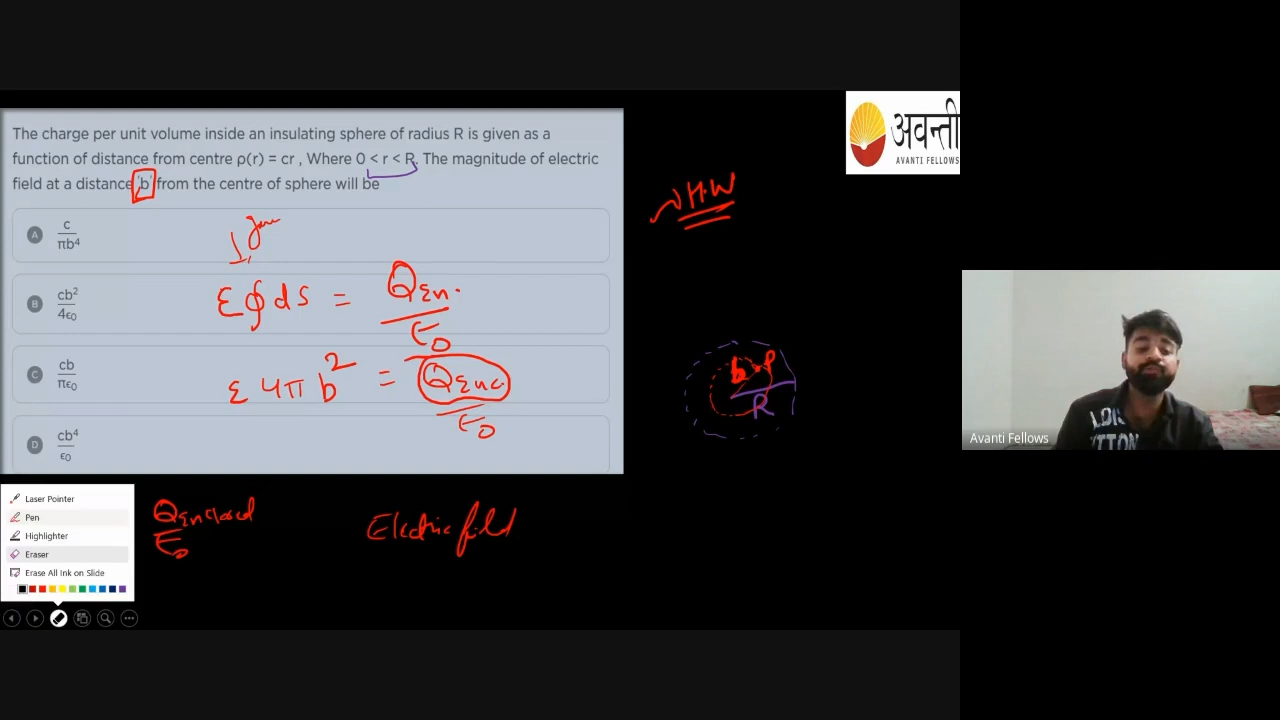 The charge per unit volume inside an insulating sphere of radius R is given as a
function of distance from centre ρ(r) = cr , Where 0 < r < R. The magnitude of electric
field at a distance 'b' from the centre of sphere will be
A c/πb⁴
B cb²/4ϵ₀
C cb/πϵ₀
D cb⁴/ϵ₀
E∮ds = QEn./ϵ₀
E 4π b² = QEnc/ϵ₀
Qenclosed/ϵ₀
Electric field
H.W
b P
R
अवन्ती
AVANTI FELLOWS
Avanti Fellows
Laser Pointer
Pen
Highlighter
Eraser
Erase All Ink on Slide